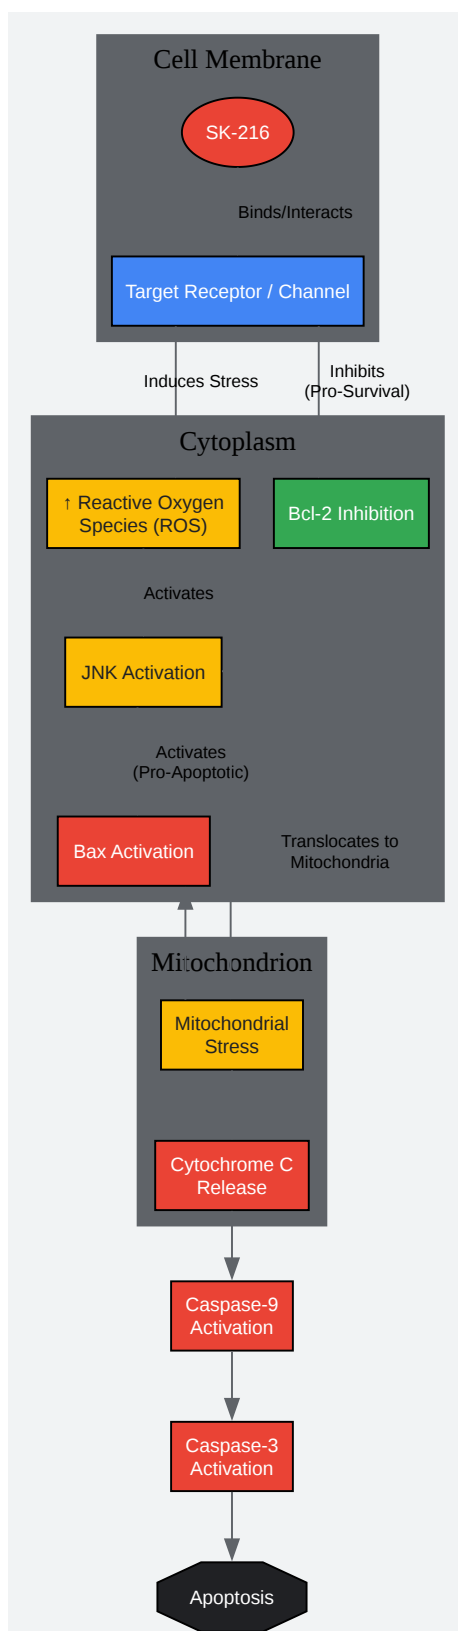 Cell Membrane
SK-216
Binds/Interacts
Target Receptor / Channel
Induces Stress
Inhibits
(Pro-Survival)
Cytoplasm
↑ Reactive Oxygen
Species (ROS)
Bcl-2 Inhibition
Activates
JNK Activation
Activates
(Pro-Apoptotic)
Bax Activation
Translocates to
Mitochondria
Mitochondrion
Mitochondrial
Stress
Cytochrome C
Release
Caspase-9
Activation
Caspase-3
Activation
Apoptosis